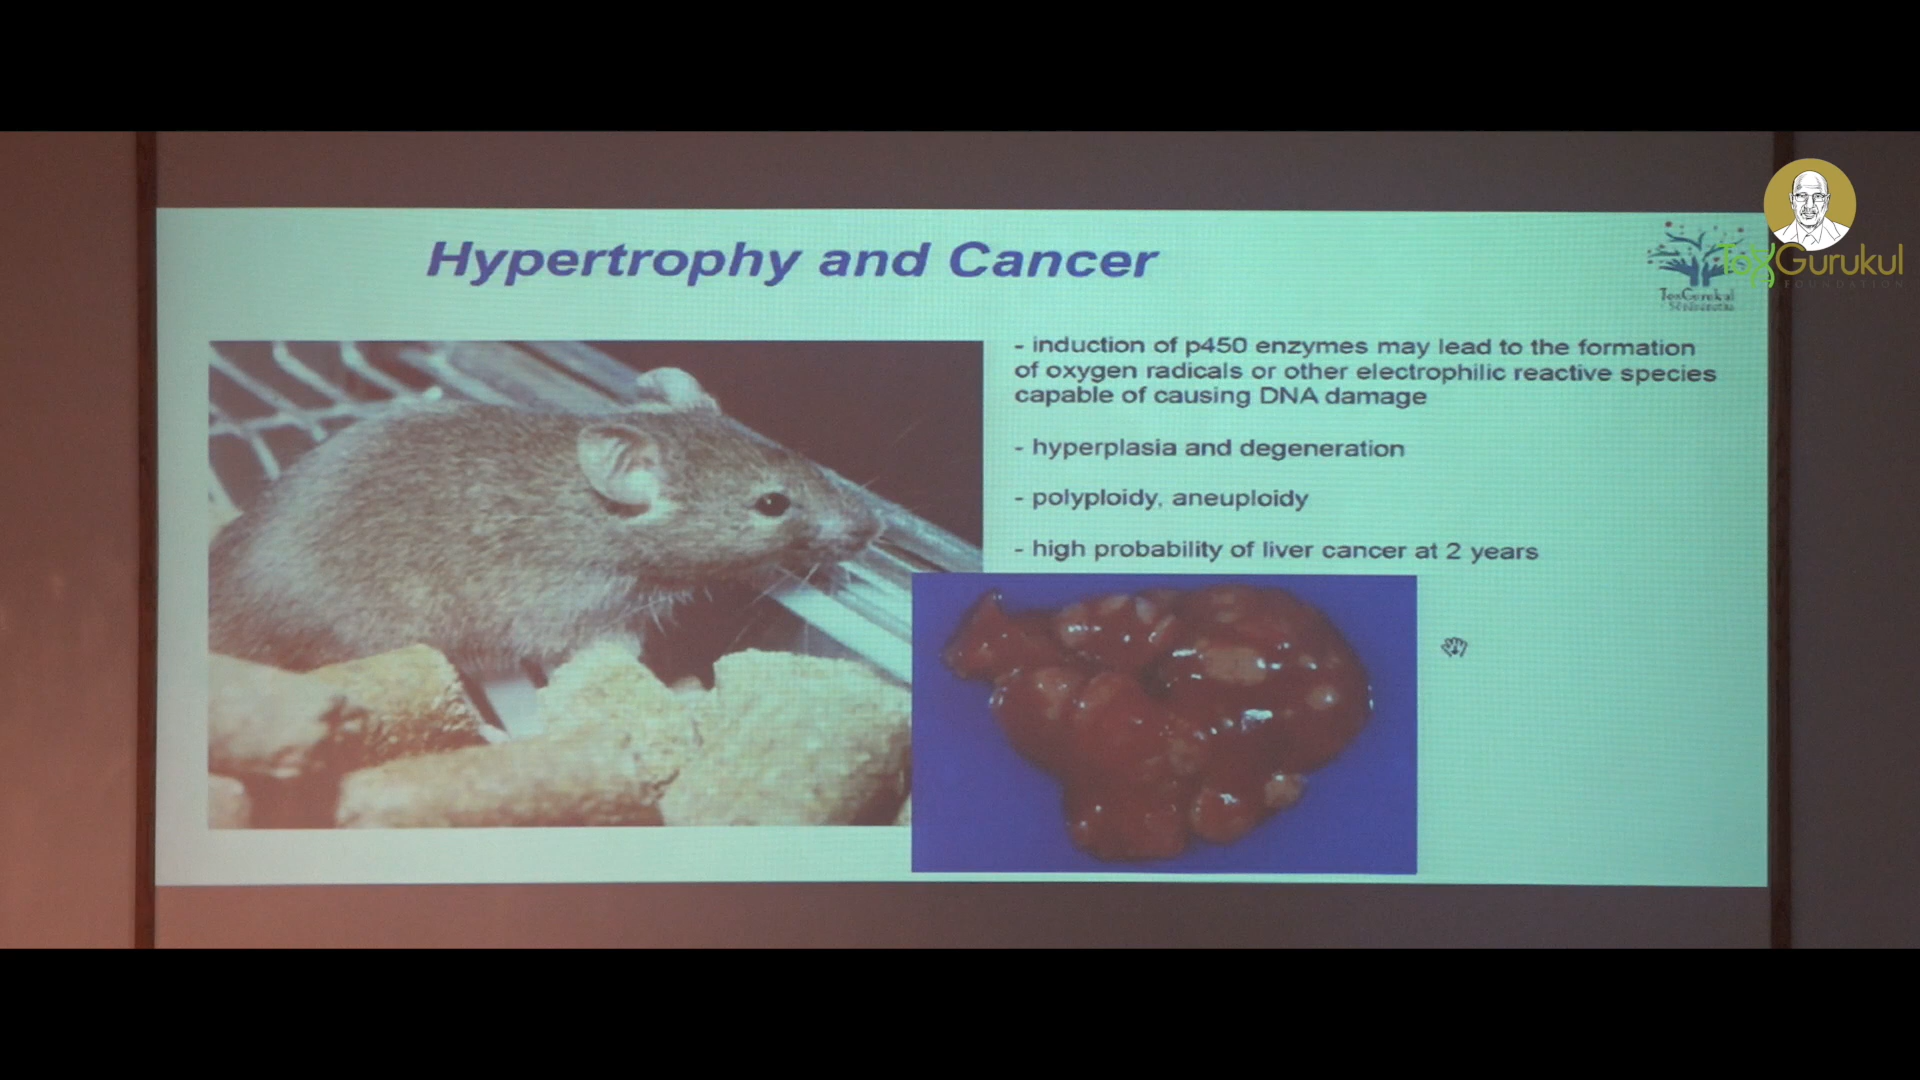 Hypertrophy and Cancer
ToxGurukul
FOUNDATION
ToxGurukul
- induction of p450 enzymes may lead to the formation
of oxygen radicals or other electrophilic reactive species
capable of causing DNA damage
- hyperplasia and degeneration
- polyploidy, aneuploidy
- high probability of liver cancer at 2 years